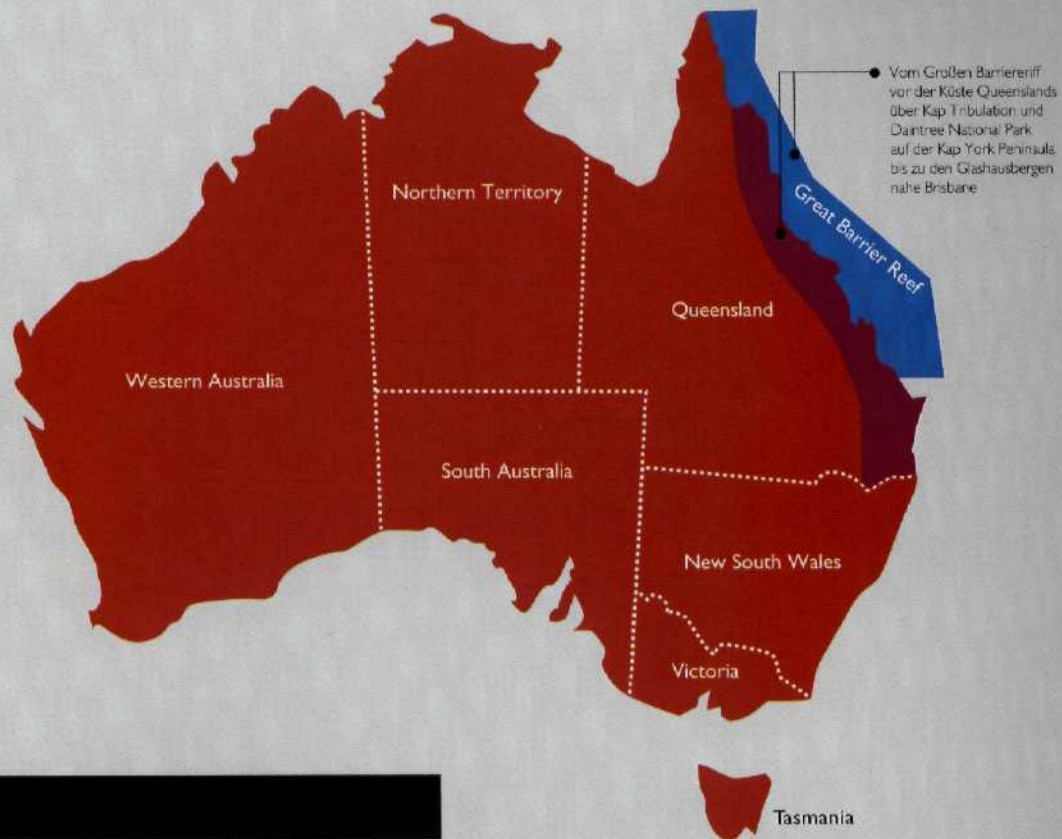 Vom Großen Barriereriff
vor der Küste Queenslands
über Kap Tribulation und
Daintree National Park
auf der Kap York Peninsula
bis zu den Glashausbergen
nahe Brisbane
Northern Territory
Great Barrier Reef
Queensland
Western Australia
South Australia
New South Wales
Victoria
Tasmania